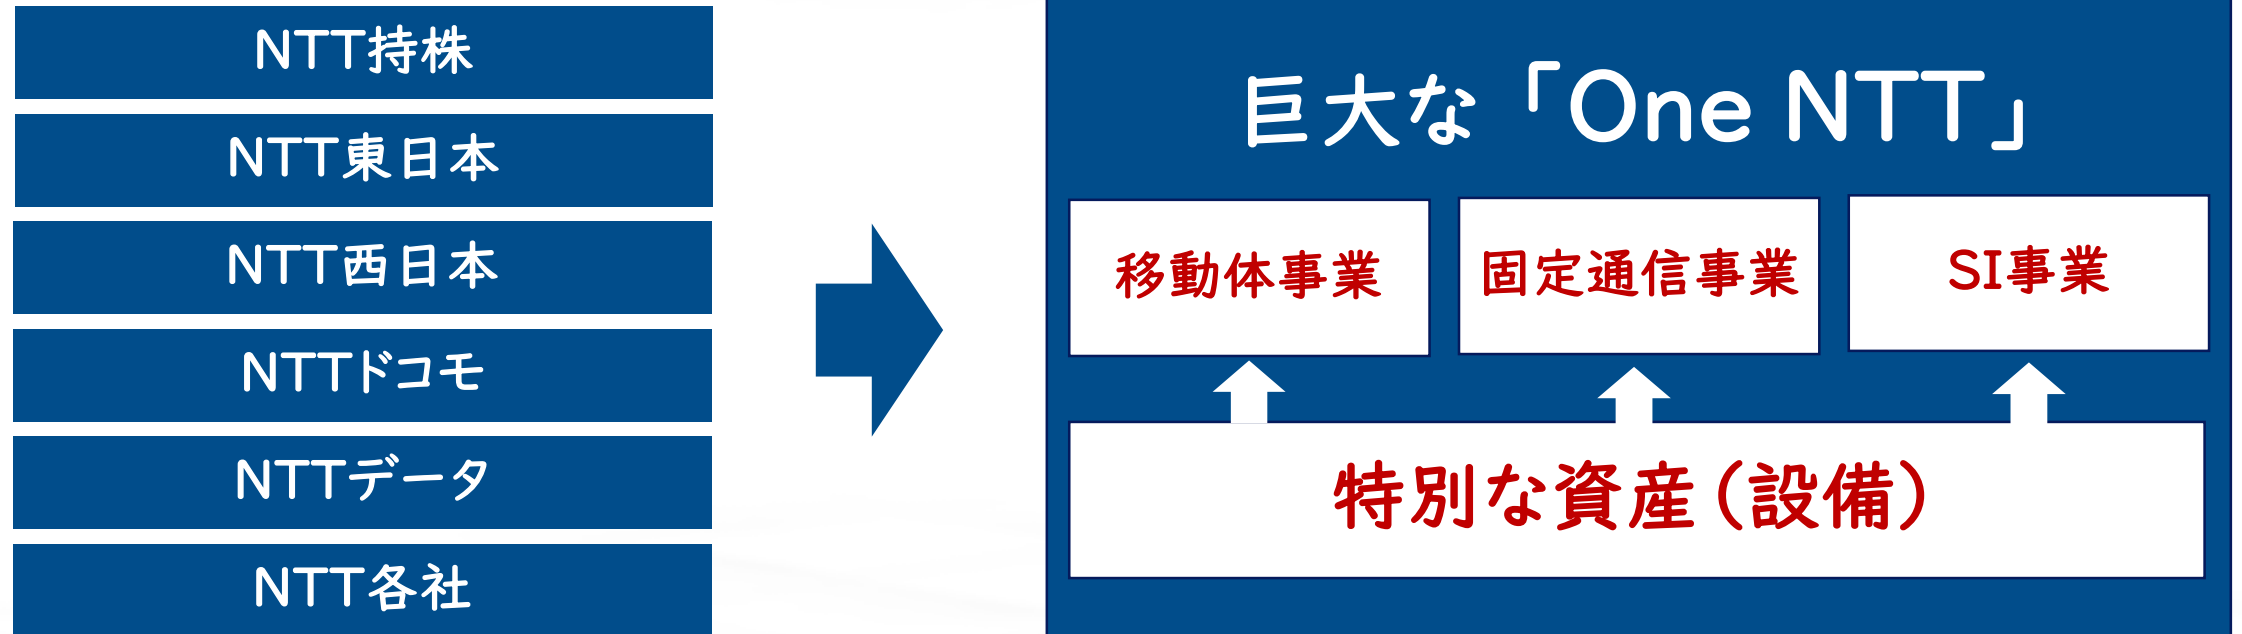 NTT持株
NTT東日本
NTT西日本
NTTドコモ
NTTデータ
NTT各社
巨大な「One NTT」
移動体事業
固定通信事業
SI事業
特別な資産(設備)